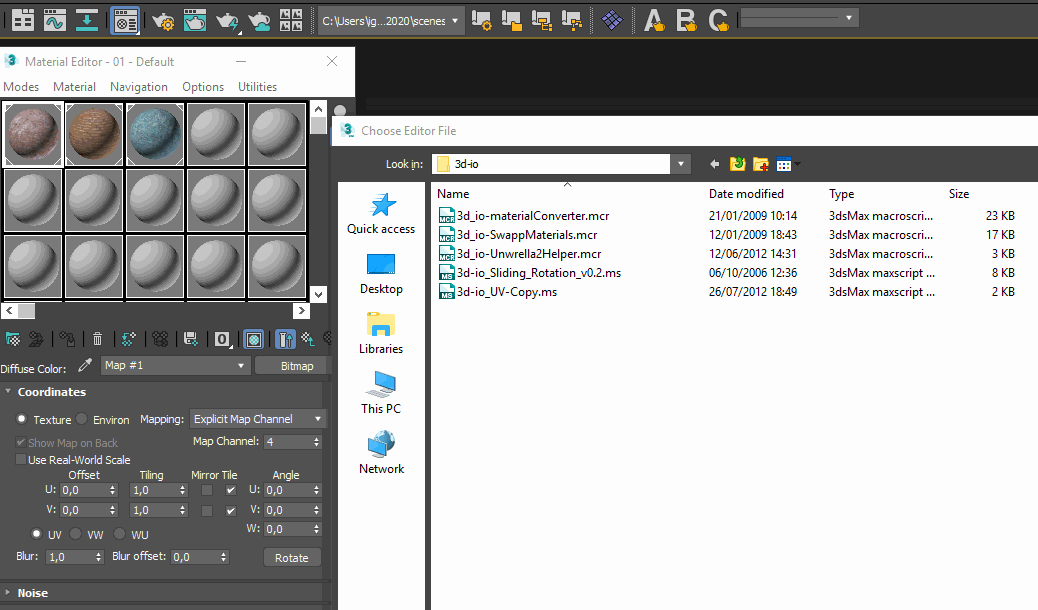 C:\Users\ig...2020\scenes
A B C
Material Editor - 01 - Default
Modes Material Navigation Options Utilities
Choose Editor File
Look in: 3d-io
Name Date modified Type Size
3d_io-materialConverter.mcr 21/01/2009 10:14 3dsMax macroscri... 23 KB
3d_io-SwappMaterials.mcr 12/01/2009 18:43 3dsMax macroscri... 17 KB
3d_io-Unwrella2Helper.mcr 12/06/2012 14:31 3dsMax macroscri... 3 KB
3d-io_Sliding_Rotation_v0.2.ms 06/10/2006 12:36 3dsMax maxscript ... 8 KB
3d-io_UV-Copy.ms 26/07/2012 18:49 3dsMax maxscript ... 2 KB
Quick access
Desktop
Libraries
This PC
Network
Diffuse Color: Map #1 Bitmap
Coordinates
Texture Environ Mapping: Explicit Map Channel
Show Map on Back Map Channel: 4
Use Real-World Scale
Offset Tiling Mirror Tile Angle
U: 0,0 1,0 U: 0,0
V: 0,0 1,0 V: 0,0
W: 0,0
UV VW WU
Blur: 1,0 Blur offset: 0,0 Rotate
Noise